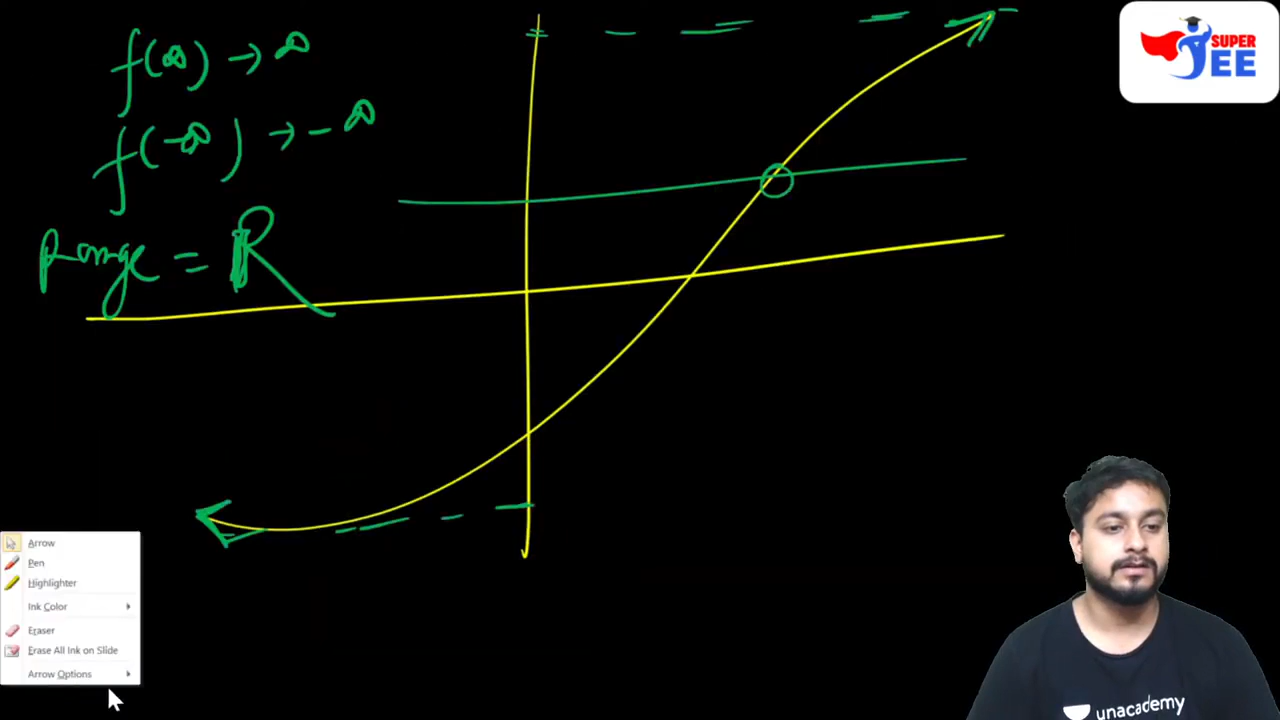 f(∞) → ∞
f(-∞) → -∞
Range = R
SUPER
JEE
Arrow
Pen
Highlighter
Ink Color
Eraser
Erase All Ink on Slide
Arrow Options
unacademy